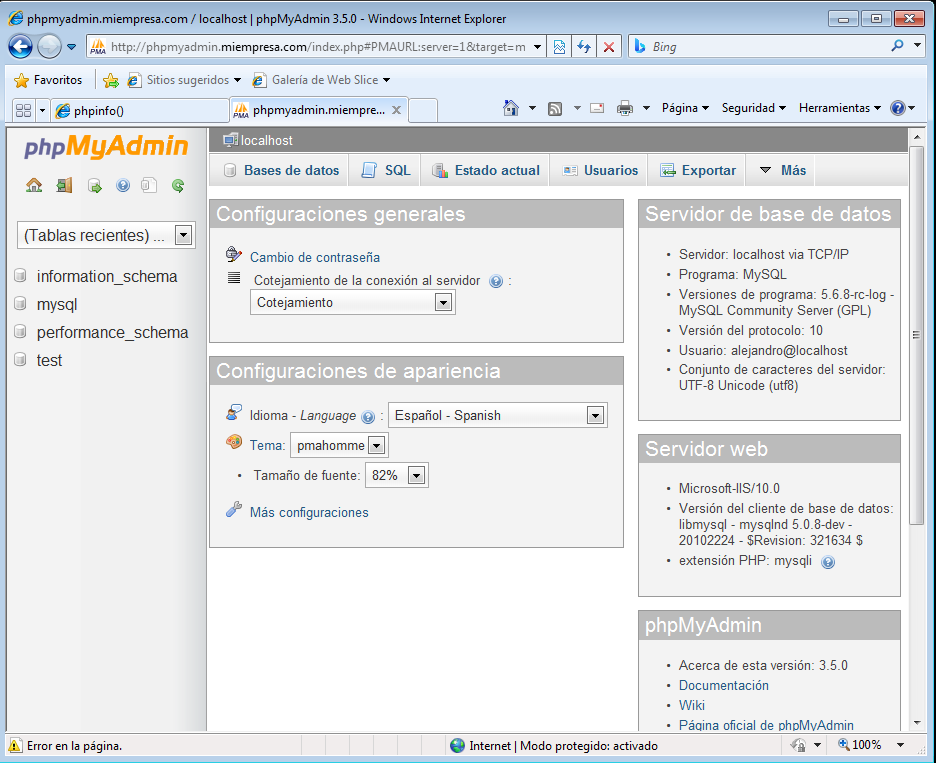 phpmyadmin.miempresa.com / localhost | phpMyAdmin 3.5.0 - Windows Internet Explorer
http://phpmyadmin.miempresa.com/index.php#PMAURL:server=1&target=m
Bing
Favoritos
Sitios sugeridos
Galería de Web Slice
phpinfo()
phpmyadmin.miempre...
Página
Seguridad
Herramientas
phpMyAdmin
(Tablas recientes) ...
information_schema
mysql
performance_schema
test
localhost
Bases de datos
SQL
Estado actual
Usuarios
Exportar
Más
Configuraciones generales
Cambio de contraseña
Cotejamiento de la conexión al servidor :
Cotejamiento
Configuraciones de apariencia
Idioma - Language : Español - Spanish
Tema: pmahomme
• Tamaño de fuente: 82%
Más configuraciones
Servidor de base de datos
• Servidor: localhost via TCP/IP
• Programa: MySQL
• Versiones de programa: 5.6.8-rc-log -
MySQL Community Server (GPL)
• Versión del protocolo: 10
• Usuario: alejandro@localhost
• Conjunto de caracteres del servidor:
UTF-8 Unicode (utf8)
Servidor web
• Microsoft-IIS/10.0
• Versión del cliente de base de datos:
libmysql - mysqlnd 5.0.8-dev -
20102224 - $Revision: 321634 $
• extensión PHP: mysqli
phpMyAdmin
• Acerca de esta versión: 3.5.0
• Documentación
• Wiki
• Página oficial de phpMyAdmin
Error en la página.
Internet | Modo protegido: activado
100%